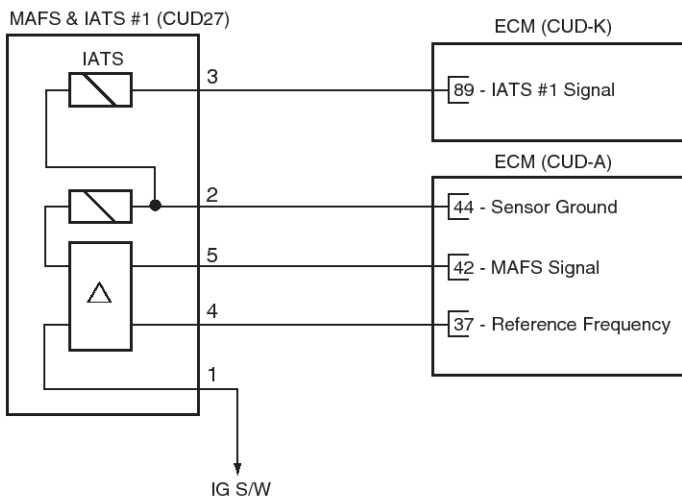 MAFS & IATS #1 (CUD27)
ECM (CUD-K)
IATS
3
89 - IATS #1 Signal
ECM (CUD-A)
2
44 - Sensor Ground
5
42 - MAFS Signal
4
37 - Reference Frequency
1
IG S/W